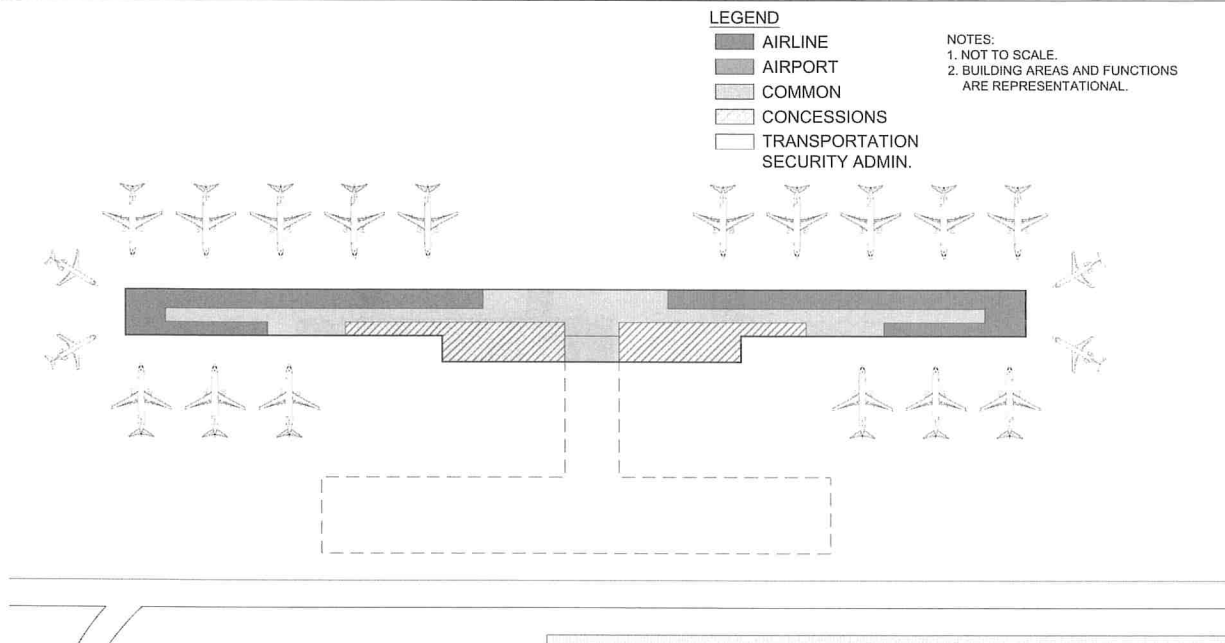 LEGEND
AIRLINE
AIRPORT
COMMON
CONCESSIONS
TRANSPORTATION
SECURITY ADMIN.
NOTES:
1. NOT TO SCALE.
2. BUILDING AREAS AND FUNCTIONS
ARE REPRESENTATIONAL.